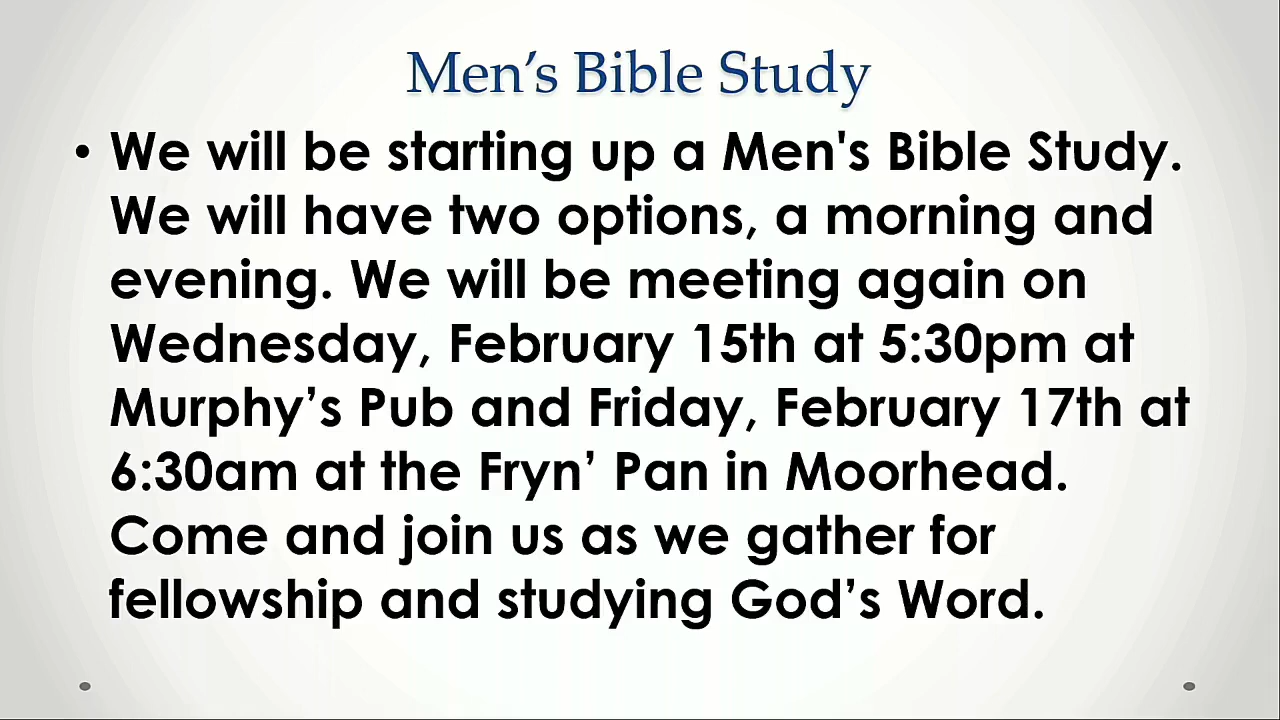 Men’s Bible Study
• We will be starting up a Men's Bible Study.
We will have two options, a morning and
evening. We will be meeting again on
Wednesday, February 15th at 5:30pm at
Murphy’s Pub and Friday, February 17th at
6:30am at the Fryn’ Pan in Moorhead.
Come and join us as we gather for
fellowship and studying God’s Word.